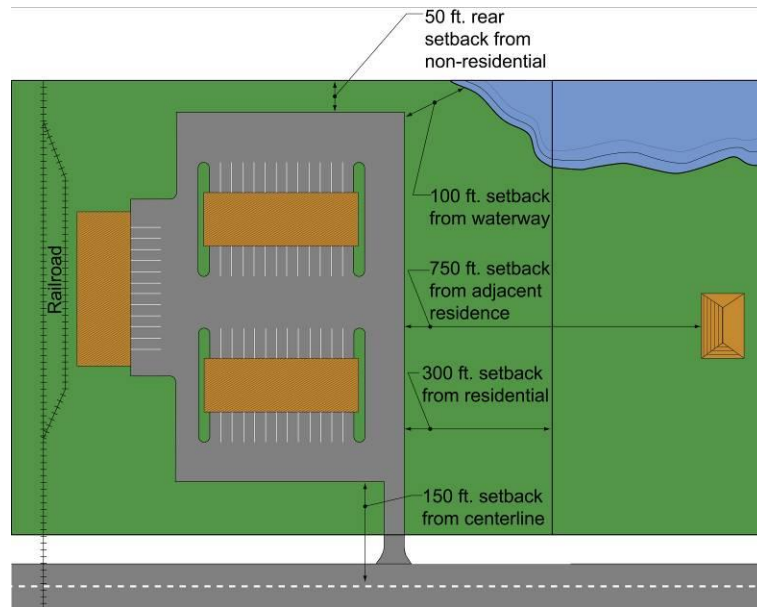 50 ft. rear
setback from
non-residential
100 ft. setback
from waterway
Railroad
750 ft. setback
from adjacent
residence
300 ft. setback
from residential
150 ft. setback
from centerline